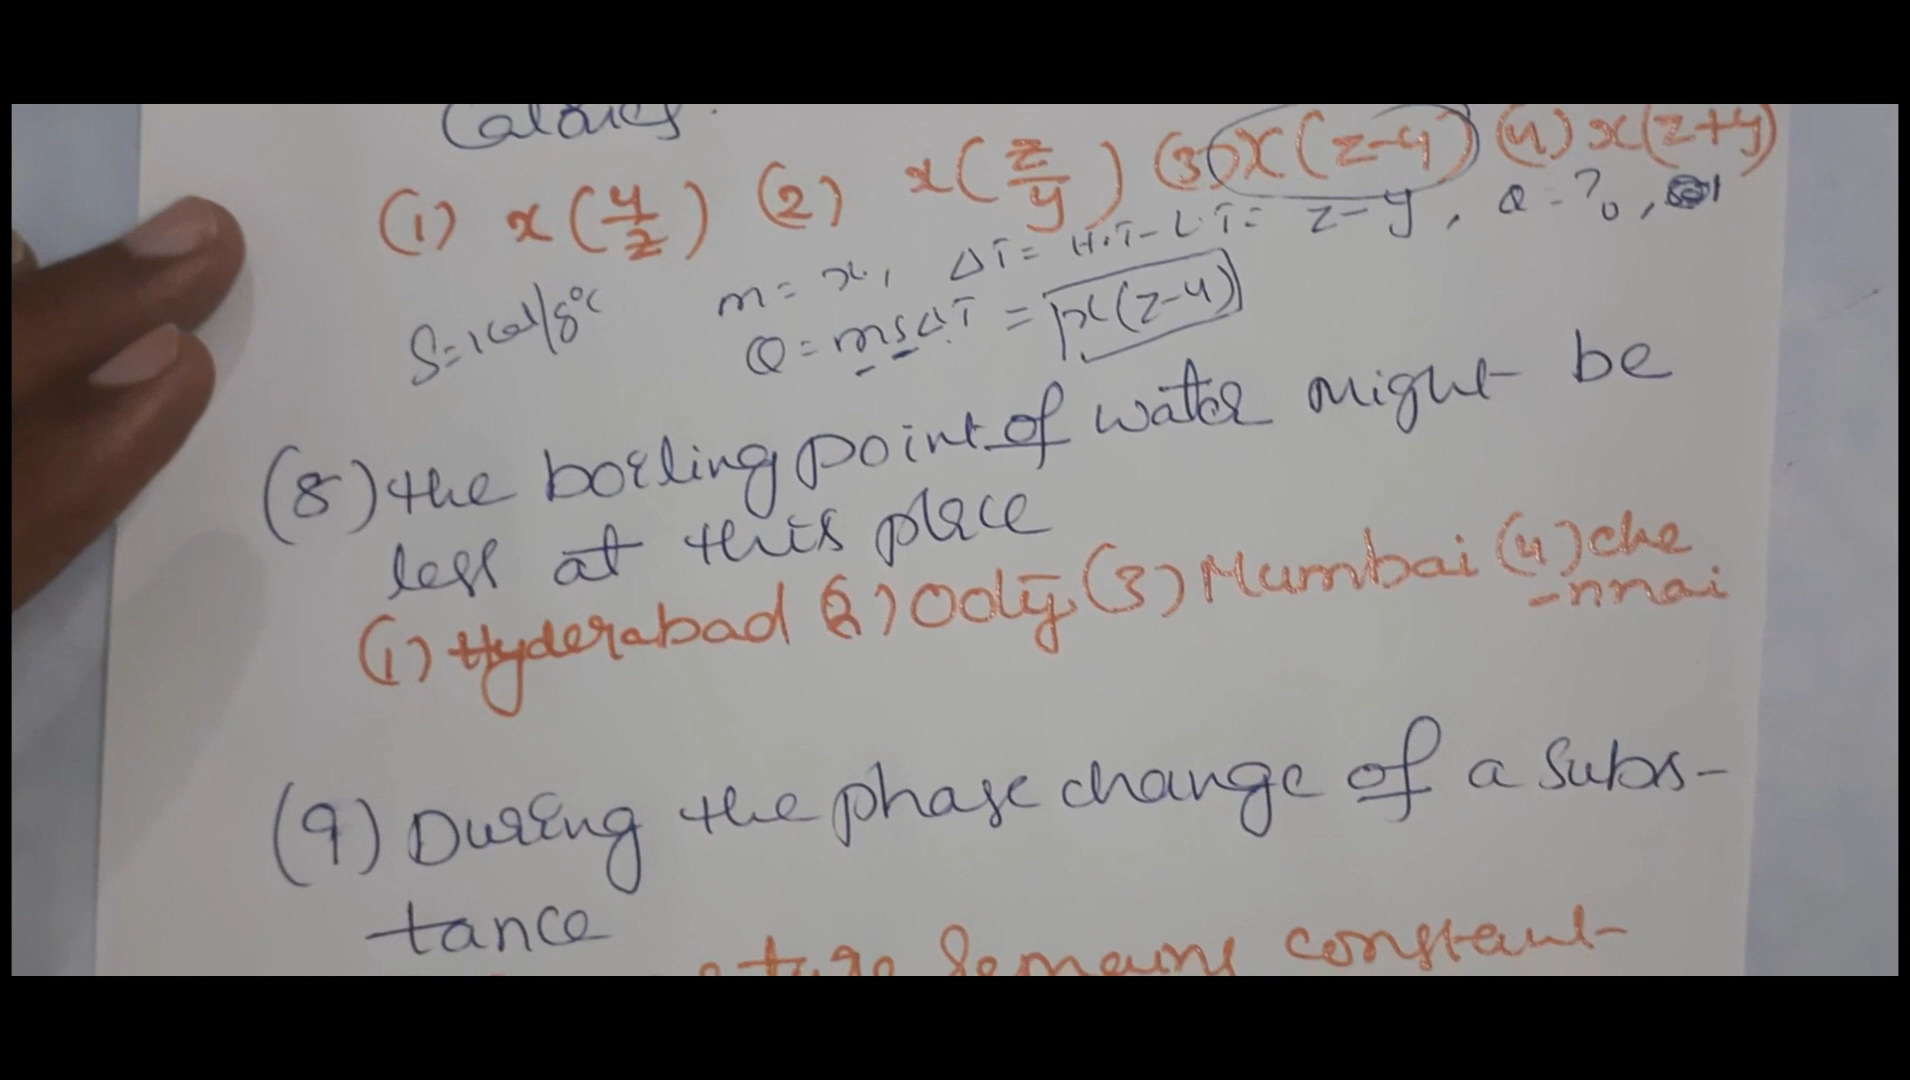 Calories.
(1) x(y/z) (2) x(z/y) (3) x(z-y) (4) x(z+y)
S=1cal/g°c m = x, ΔT = H.T- L.T = z-y, Q = ?
Q = msΔT = x(z-y)
(8) the boiling point of water might be
less at this place
(1) Hyderabad (2) Ooty (3) Mumbai (4) che
-nnai
(9) During the phase change of a subs-
tance
remains constant